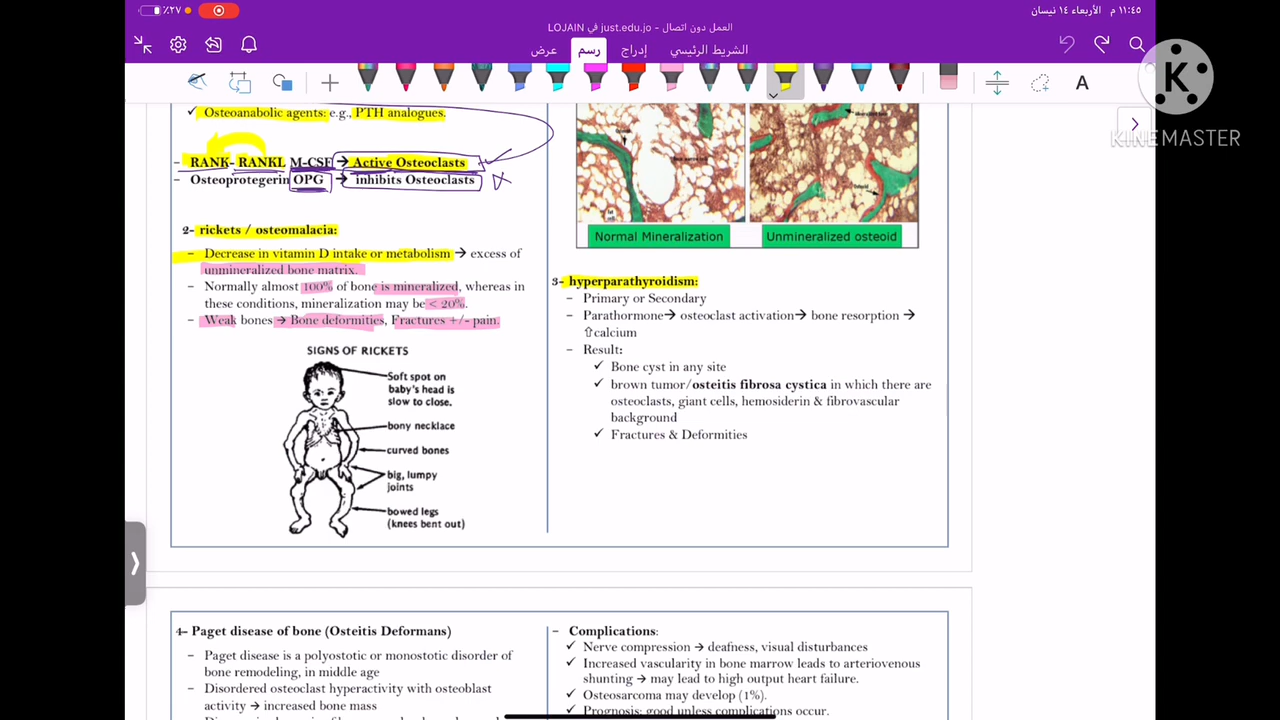 ٪٢٧
١١:٤٥ م الأربعاء ١٤ نيسان
العمل دون اتصال - just.edu.jo في LOJAIN
الشريط الرئيسي
إدراج
رسم
عرض
A
K
KINEMASTER
✓ Osteoanabolic agents: e.g., PTH analogues.
- RANK- RANKL M-CSF → Active Osteoclasts
- Osteoprotegerin OPG → inhibits Osteoclasts
2- rickets / osteomalacia:
- Decrease in vitamin D intake or metabolism → excess of
unmineralized bone matrix.
- Normally almost 100% of bone is mineralized, whereas in
these conditions, mineralization may be < 20%.
- Weak bones → Bone deformities, Fractures +/- pain.
SIGNS OF RICKETS
Soft spot on
baby's head is
slow to close.
bony necklace
curved bones
big, lumpy
joints
bowed legs
(knees bent out)
Normal Mineralization
Unmineralized osteoid
3- hyperparathyroidism:
- Primary or Secondary
- Parathormone→ osteoclast activation→ bone resorption →
⇧calcium
- Result:
✓ Bone cyst in any site
✓ brown tumor/osteitis fibrosa cystica in which there are
osteoclasts, giant cells, hemosiderin & fibrovascular
background
✓ Fractures & Deformities
4- Paget disease of bone (Osteitis Deformans)
- Paget disease is a polyostotic or monostotic disorder of
bone remodeling, in middle age
- Disordered osteoclast hyperactivity with osteoblast
activity → increased bone mass
- Complications:
✓ Nerve compression → deafness, visual disturbances
✓ Increased vascularity in bone marrow leads to arteriovenous
shunting → may lead to high output heart failure.
✓ Osteosarcoma may develop (1%).
✓ Prognosis: good unless complications occur.